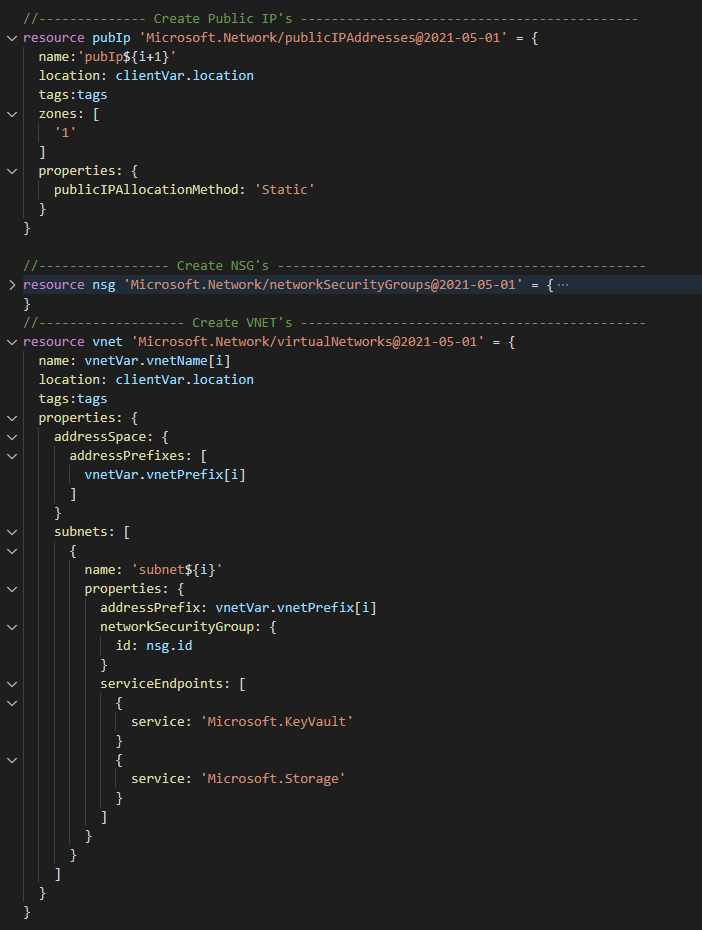 //-------------- Create Public IP's --------------------------------------------
resource pubIp 'Microsoft.Network/publicIPAddresses@2021-05-01' = {
  name:'pubIp${i+1}'
  location: clientVar.location
  tags:tags
  zones: [
    '1'
  ]
  properties: {
    publicIPAllocationMethod: 'Static'
  }
}

//----------------- Create NSG's ------------------------------------------------
resource nsg 'Microsoft.Network/networkSecurityGroups@2021-05-01' = {···
}
//------------------- Create VNET's ---------------------------------------------
resource vnet 'Microsoft.Network/virtualNetworks@2021-05-01' = {
  name: vnetVar.vnetName[i]
  location: clientVar.location
  tags:tags
  properties: {
    addressSpace: {
      addressPrefixes: [
        vnetVar.vnetPrefix[i]
      ]
    }
    subnets: [
      {
        name: 'subnet${i}'
        properties: {
          addressPrefix: vnetVar.vnetPrefix[i]
          networkSecurityGroup: {
            id: nsg.id
          }
          serviceEndpoints: [
            {
              service: 'Microsoft.KeyVault'
            }
            {
              service: 'Microsoft.Storage'
            }
          ]
        }
      }
    ]
  }
}